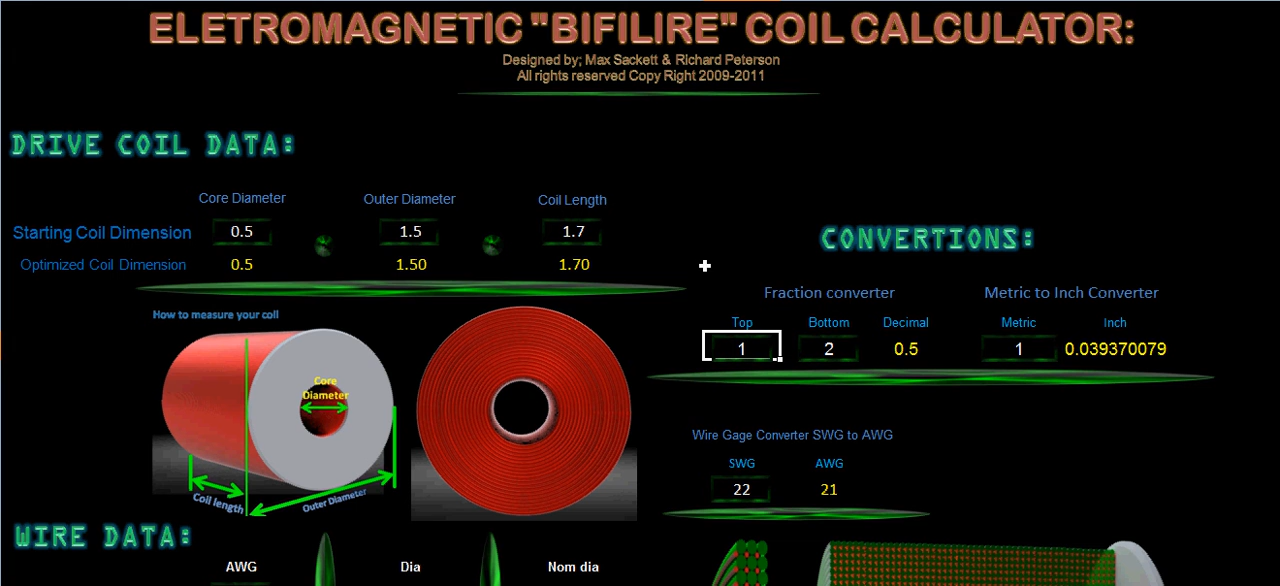 ELETROMAGNETIC "BIFILIRE" COIL CALCULATOR:
Designed by; Max Sackett & Richard Peterson
All rights reserved Copy Right 2009-2011
DRIVE COIL DATA:
Core Diameter Outer Diameter Coil Length
Starting Coil Dimension 0.5 1.5 1.7
Optimized Coil Dimension 0.5 1.50 1.70
How to measure your coil
Core
Diameter
Coil length
Outer Diameter
CONVERTIONS:
Fraction converter Metric to Inch Converter
Top Bottom Decimal Metric Inch
1 2 0.5 1 0.039370079
Wire Gage Converter SWG to AWG
SWG AWG
22 21
WIRE DATA:
AWG Dia Nom dia